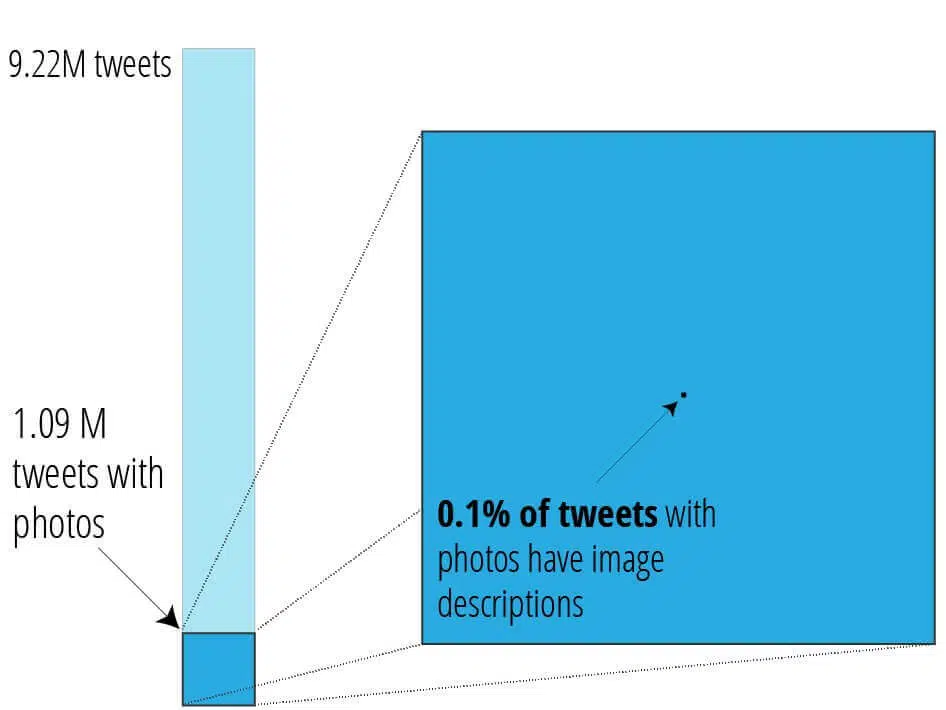 9.22M tweets
1.09 M
tweets with
photos
0.1% of tweets with
photos have image
descriptions